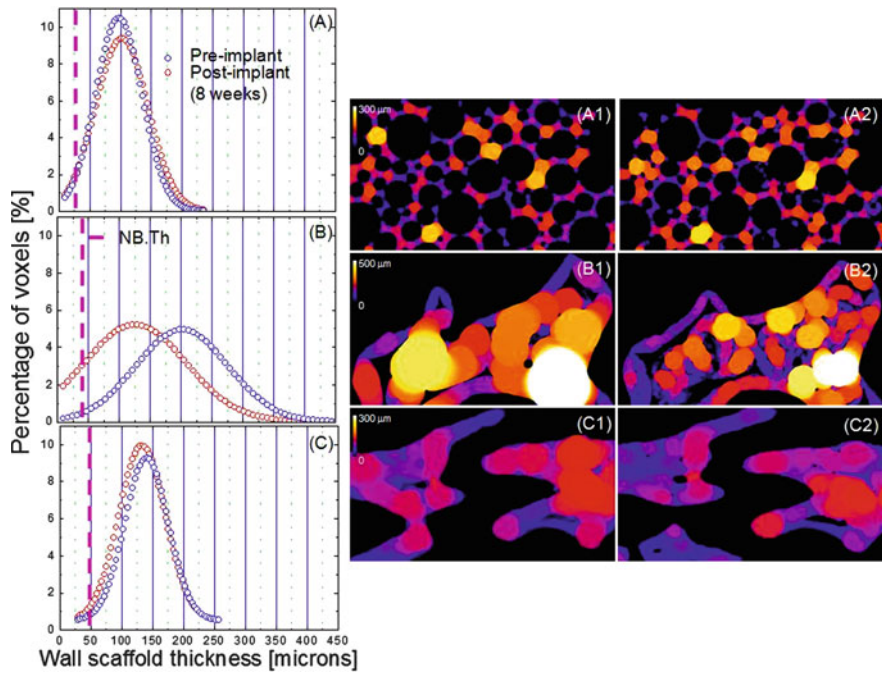 Percentage of voxels [%]
10
8
6
4
2
0
(A)
Pre-implant
Post-implant
(8 weeks)
10
8
6
4
2
0
(B)
NB.Th
10
8
6
4
2
0
(C)
0 50 100 150 200 250 300 350 400 450
Wall scaffold thickness [microns]
300 µm
0
(A1)
(A2)
500 µm
0
(B1)
(B2)
300 µm
0
(C1)
(C2)